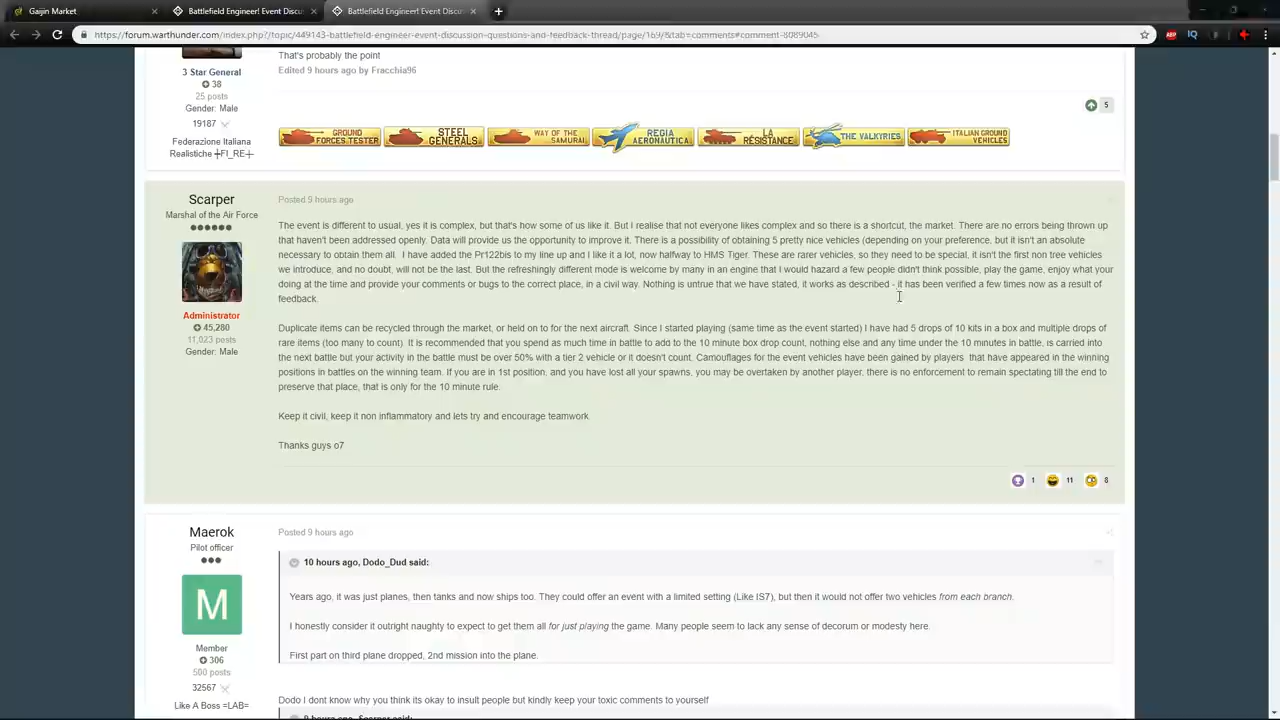 Gaijin Market
Battlefield Engineer Event Discus
Battlefield Engineer Event Discus
https://forum.warthunder.com/index.php?/topic/449143-battlefield-engineer-event-discussion-questions-and-feedback-thread/page/169/&tab=comments#comment-8089045
That's probably the point
3 Star General
Edited 9 hours ago by Fracchia96
38
25 posts
Gender: Male
5
19187
Federazione Italiana
Realistiche ╪FI_RE┼
GROUND FORCES TESTER
STEEL GENERALS
WAY OF THE SAMURAI
REGIA AERONAUTICA
LA RÉSISTANCE
THE VALKYRIES
ITALIAN GROUND VEHICLES
Scarper
Marshal of the Air Force
Administrator
45,280
11,023 posts
Gender: Male
Posted 9 hours ago
The event is different to usual, yes it is complex, but that's how some of us like it. But i realise that not everyone likes complex and so there is a shortcut, the market. There are no errors being thrown up
that haven't been addressed openly. Data will provide us the opportunity to improve it. There is a possibility of obtaining 5 pretty nice vehicles (depending on your preference, but it isn't an absolute
necessary to obtain them all. I have added the Pr122bis to my line up and I like it a lot, now halfway to HMS Tiger. These are rarer vehicles, so they need to be special, it isn't the first non tree vehicles
we introduce, and no doubt, will not be the last. But the refreshingly different mode is welcome by many in an engine that I would hazard a few people didn't think possible, play the game, enjoy what your
doing at the time and provide your comments or bugs to the correct place, in a civil way. Nothing is untrue that we have stated, it works as described - it has been verified a few times now as a result of
feedback.
Duplicate items can be recycled through the market, or held on to for the next aircraft. Since I started playing (same time as the event started) I have had 5 drops of 10 kits in a box and multiple drops of
rare items (too many to count). It is recommended that you spend as much time in battle to add to the 10 minute box drop count, nothing else and any time under the 10 minutes in battle, is carried into
the next battle but your activity in the battle must be over 50% with a tier 2 vehicle or it doesn't count. Camouflages for the event vehicles have been gained by players that have appeared in the winning
positions in battles on the winning team. If you are in 1st position, and you have lost all your spawns, you may be overtaken by another player, there is no enforcement to remain spectating till the end to
preserve that place, that is only for the 10 minute rule.
Keep it civil, keep it non inflammatory and lets try and encourage teamwork
Thanks guys o7
1
11
8
Maerok
Pilot officer
M
Member
306
500 posts
32567
Like A Boss =LAB=
Posted 9 hours ago
10 hours ago, Dodo_Dud said:
Years ago, it was just planes, then tanks and now ships too. They could offer an event with a limited setting (Like IS7), but then it would not offer two vehicles from each branch.
I honestly consider it outright naughty to expect to get them all for just playing the game. Many people seem to lack any sense of decorum or modesty here.
First part on third plane dropped, 2nd mission into the plane.
Dodo I dont know why you think its okay to insult people but kindly keep your toxic comments to yourself
9 hours ago, Scarper said: